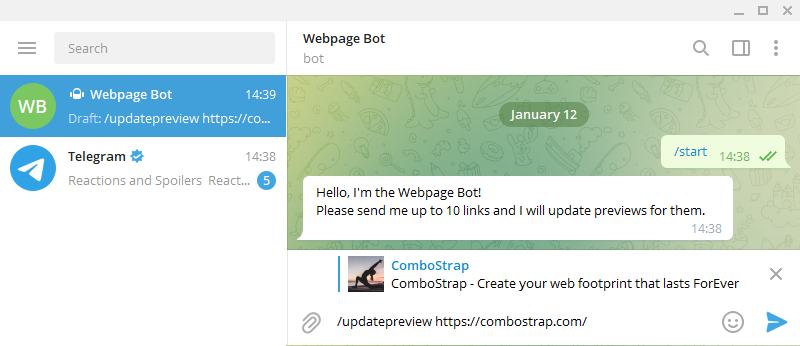 Search
WB
Webpage Bot 14:39
Draft: /updatepreview https://co...
Telegram 14:38
Reactions and Spoilers React... 5
Webpage Bot
bot
January 12
/start 14:38
Hello, I'm the Webpage Bot!
Please send me up to 10 links and I will update previews for them.
14:38
ComboStrap
ComboStrap - Create your web footprint that lasts ForEver
/updatepreview https://combostrap.com/